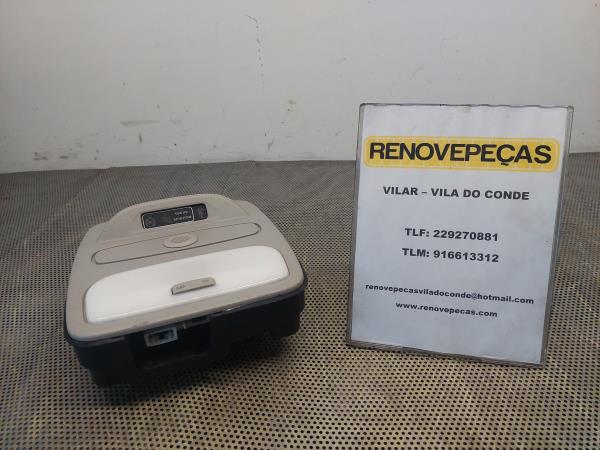 RENOVEPEÇAS
VILAR – VILA DO CONDE
TLF: 229270881
TLM: 916613312
renovepecasviladoconde@hotmail.com
www.renovepecas.com